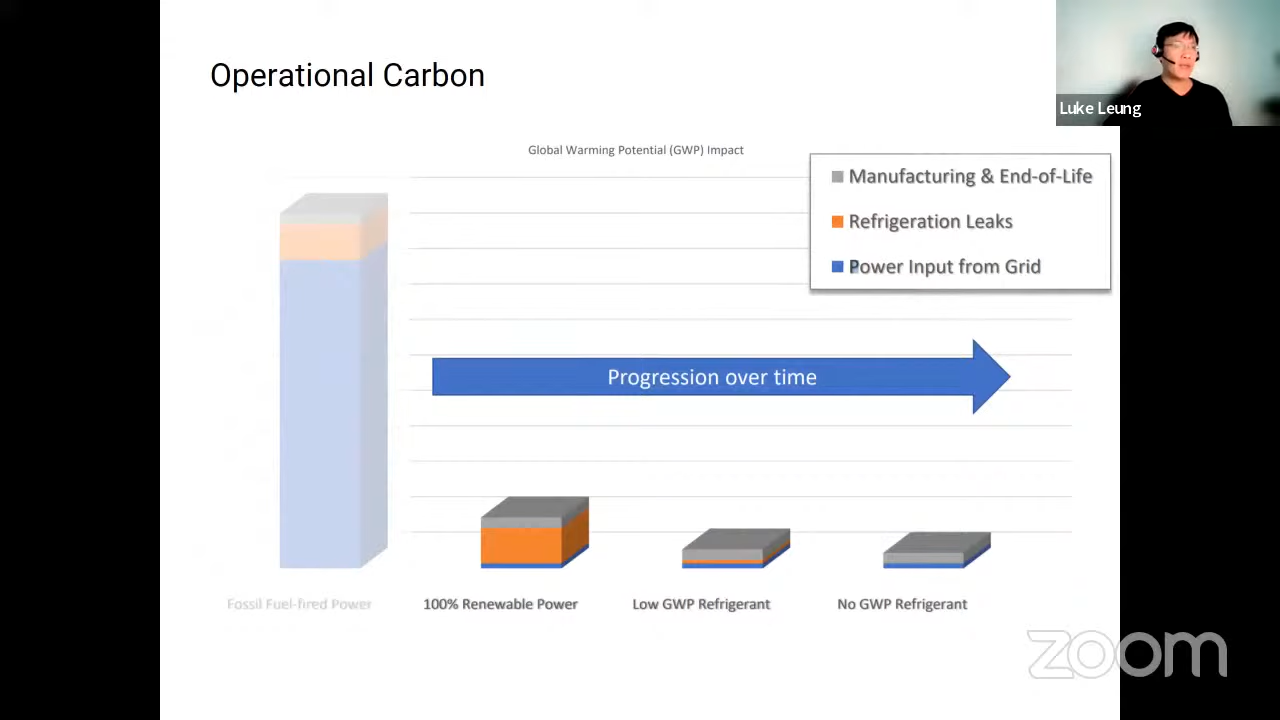 Operational Carbon
Luke Leung
Global Warming Potential (GWP) Impact
Manufacturing & End-of-Life
Refrigeration Leaks
Power Input from Grid
Progression over time
Fossil Fuel-fired Power
100% Renewable Power
Low GWP Refrigerant
No GWP Refrigerant
zoom